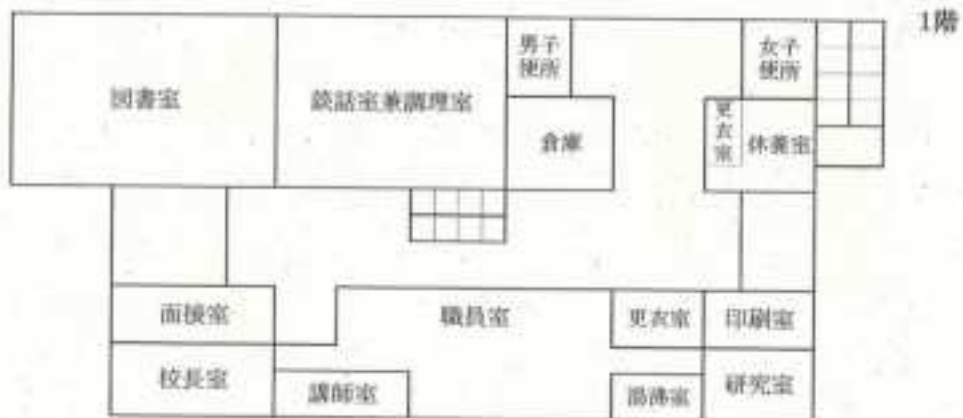 1階
図書室
談話室兼調理室
男子
便所
倉庫
女子
便所
更衣室
休養室
面接室
職員室
更衣室
印刷室
校長室
講師室
湯沸室
研究室